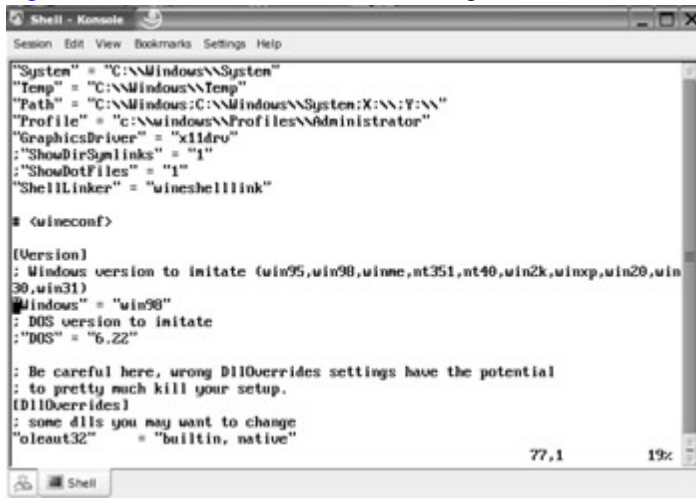 Shell - Konsole
Session Edit View Bookmarks Settings Help
"System" = "C:\\Windows\\System"
"Temp" = "C:\\Windows\\Temp"
"Path" = "C:\\Windows;C:\\Windows\\System;X:\\;Y:\\"
"Profile" = "c:\\windows\\Profiles\\Administrator"
"GraphicsDriver" = "x11drv"
;"ShowDirSymlinks" = "1"
;"ShowDotFiles" = "1"
"ShellLinker" = "wineshelllink"
# <wineconf>
[Version]
; Windows version to imitate (win95,win98,winme,nt351,nt40,win2k,winxp,win20,win
30,win31)
"Windows" = "win98"
; DOS version to imitate
;"DOS" = "6.22"
; Be careful here, wrong DllOverrides settings have the potential
; to pretty much kill your setup.
[DllOverrides]
; some dlls you may want to change
"oleaut32" = "builtin, native"
77,1 19%
Shell